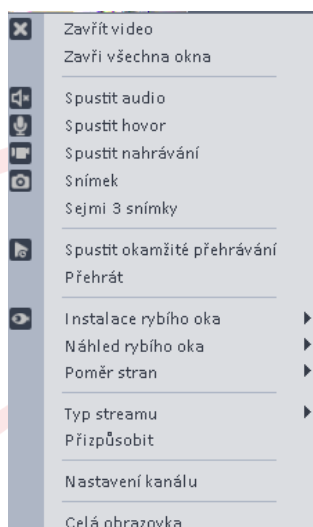 Zavřít video
Zavři všechna okna
Spustit audio
Spustit hovor
Spustit nahrávání
Snímek
Sejmi 3 snímky
Spustit okamžité přehrávání
Přehrát
Instalace rybího oka
Náhled rybího oka
Poměr stran
Typ streamu
Přizpůsobit
Nastavení kanálu
Celá obrazovka